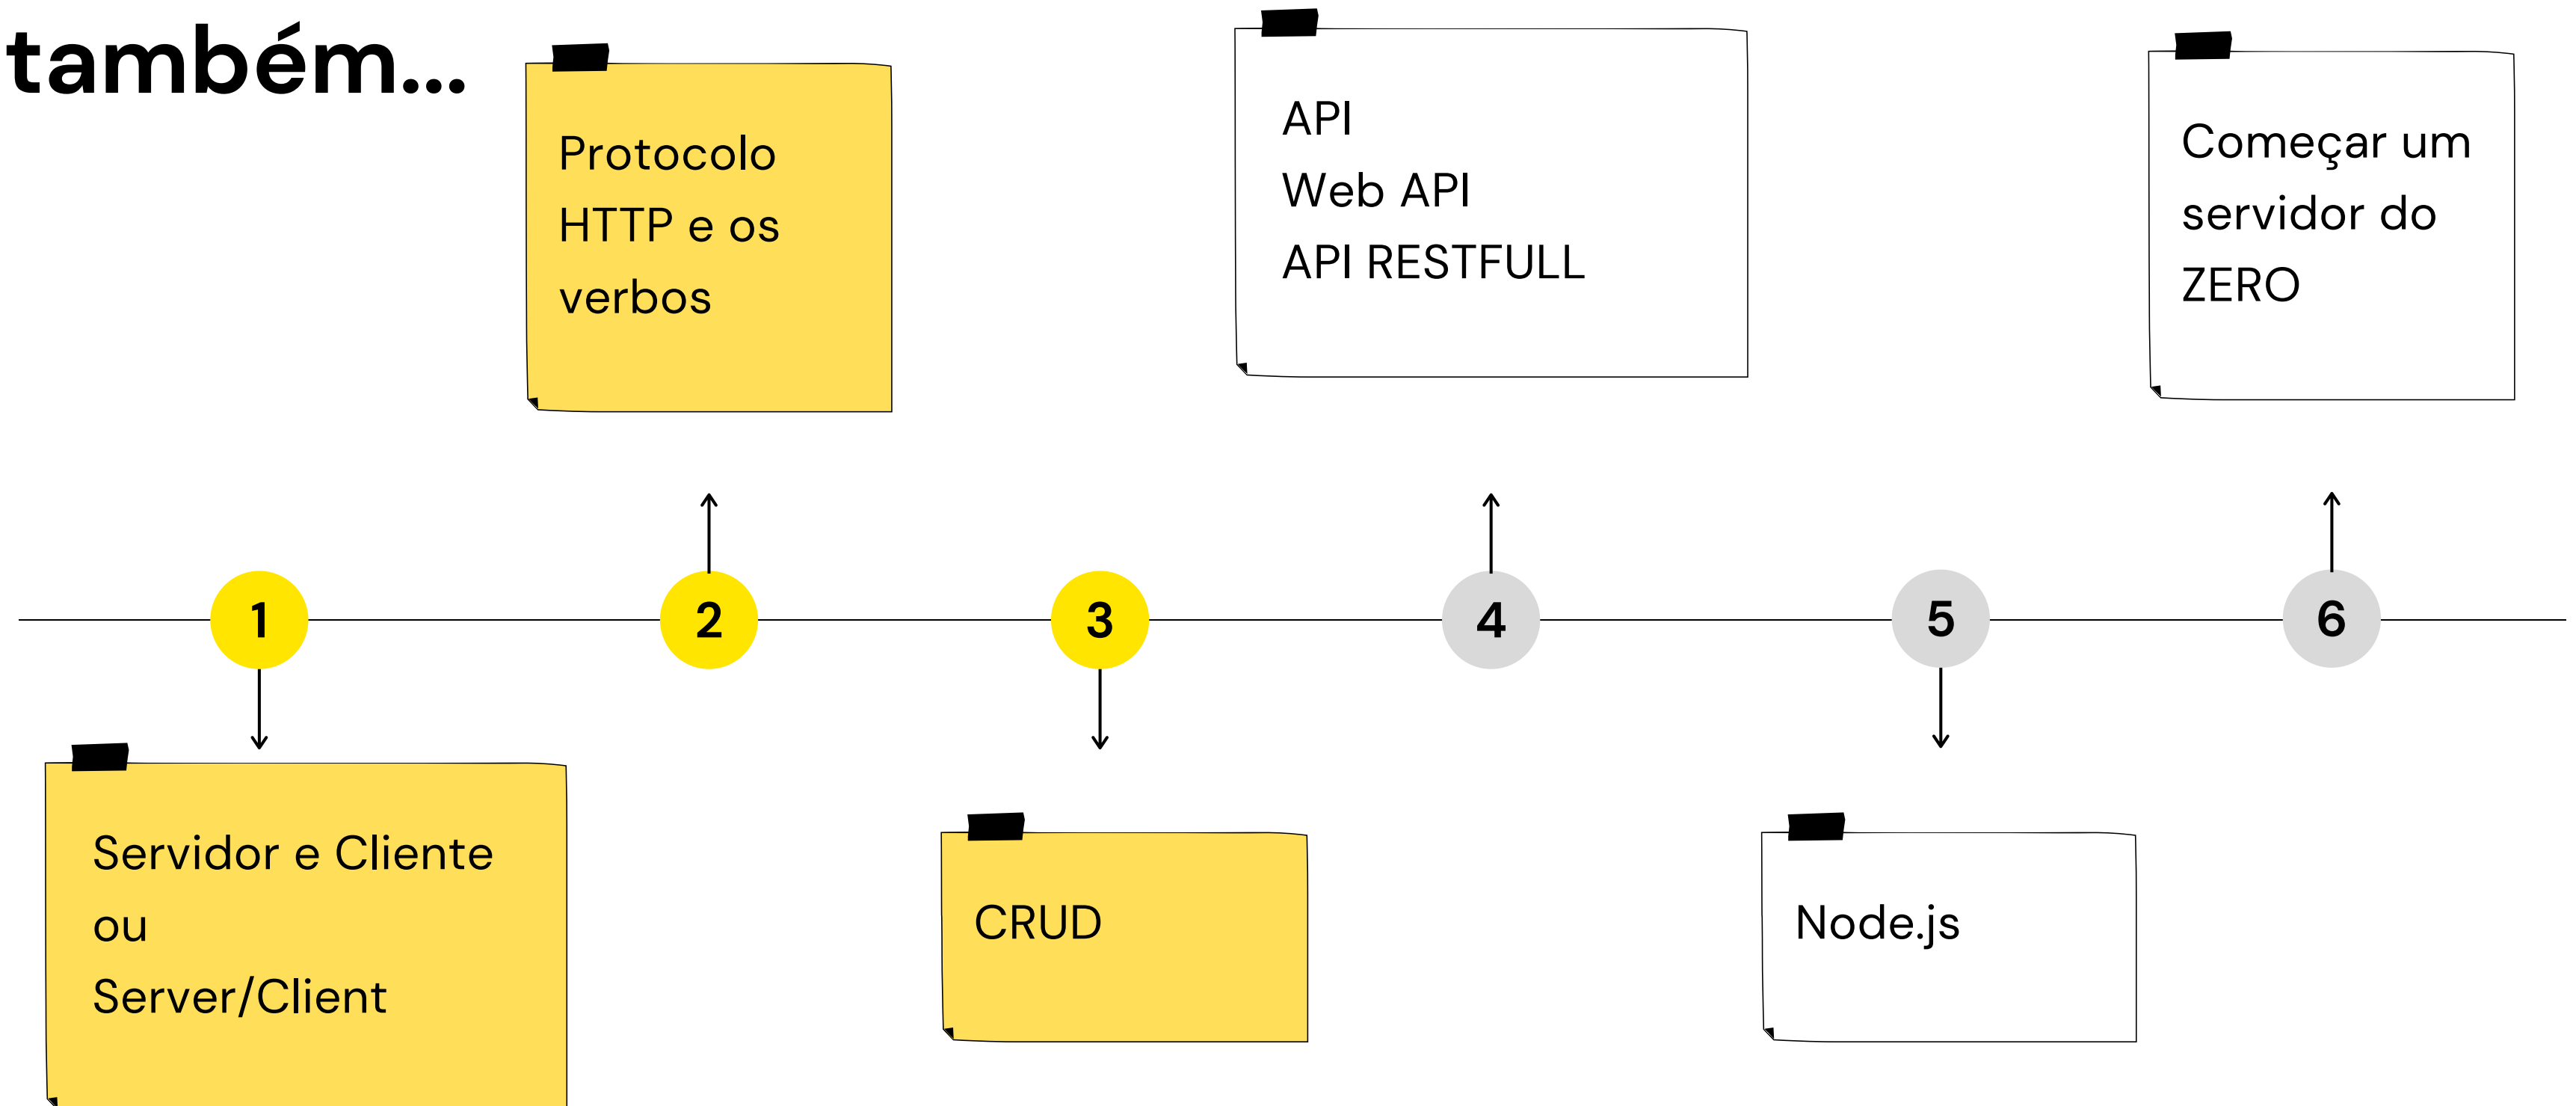 também...
Protocolo
HTTP e os
verbos
API
Web API
API RESTFULL
Começar um
servidor do
ZERO
1
2
3
4
5
6
Servidor e Cliente
ou
Server/Client
CRUD
Node.js